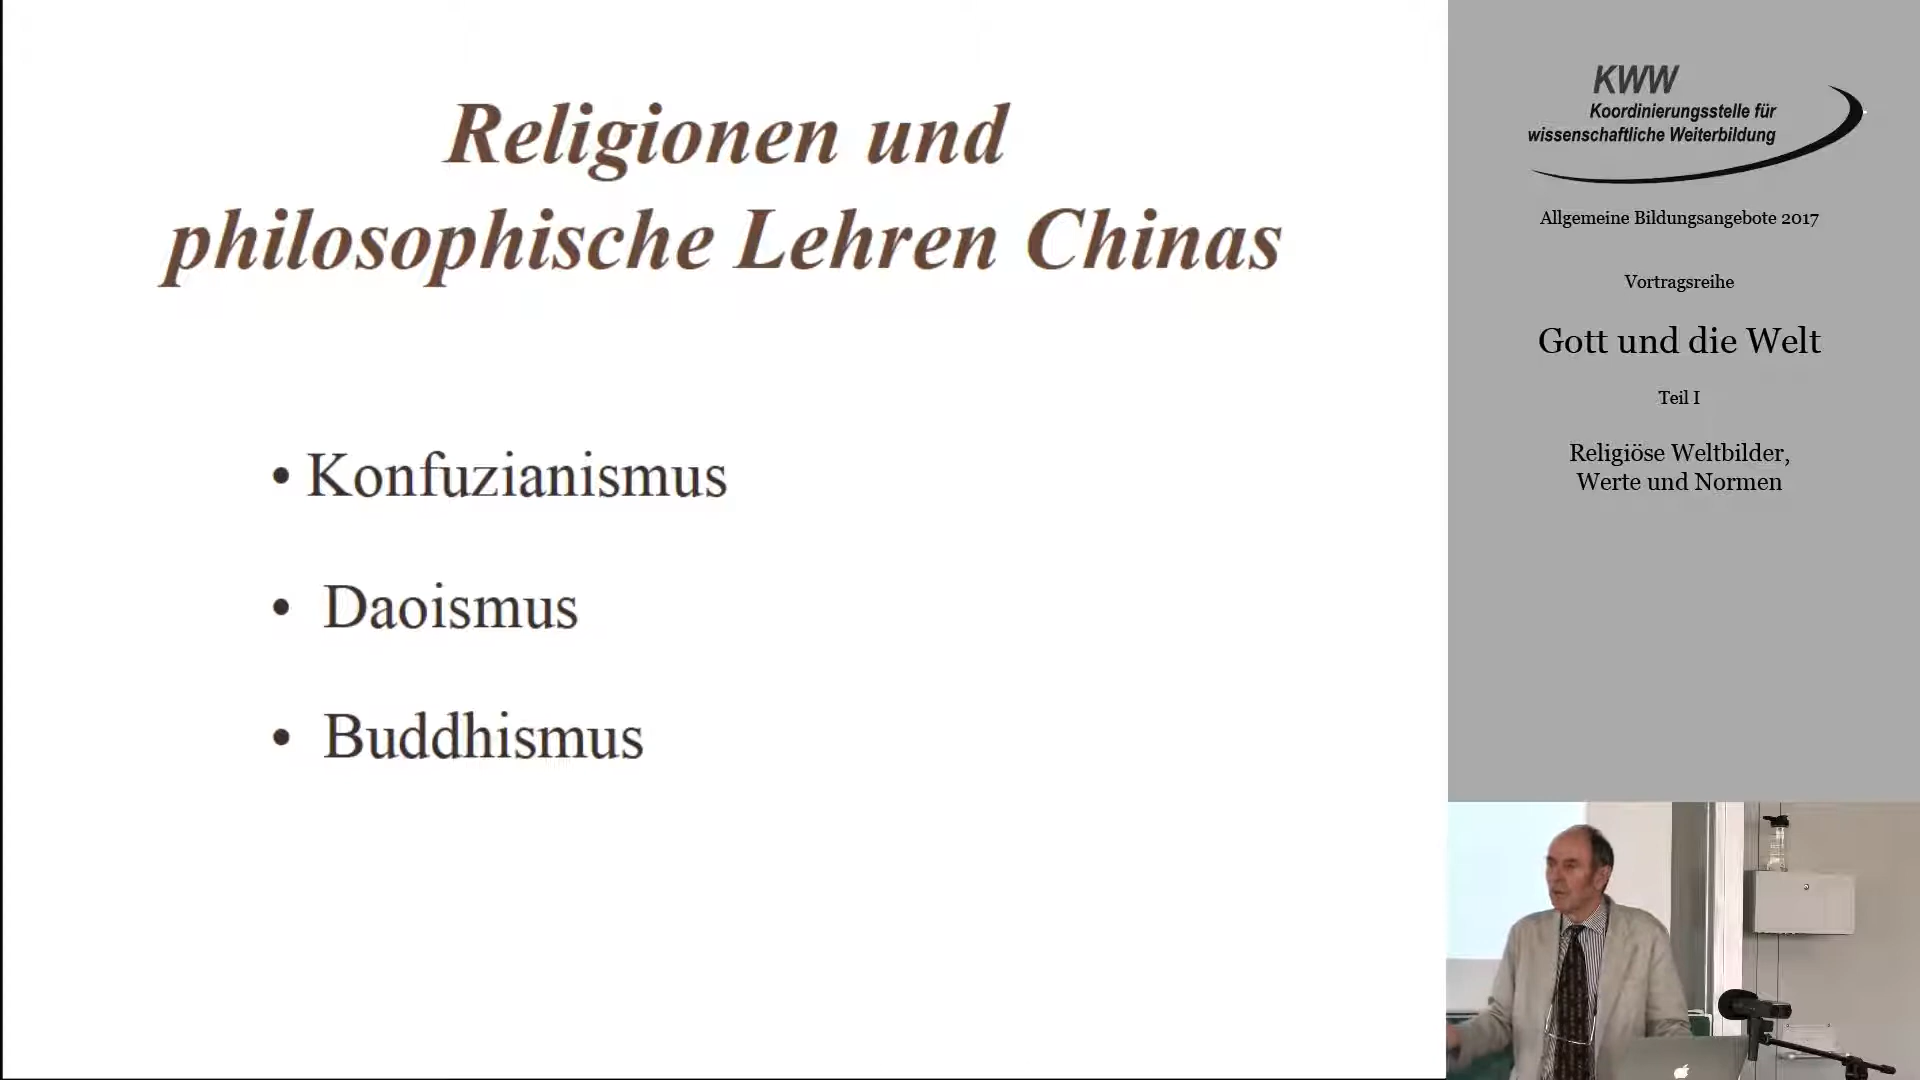 Religionen und
philosophische Lehren Chinas
• Konfuzianismus
• Daoismus
• Buddhismus
KWW
Koordinierungsstelle für
wissenschaftliche Weiterbildung
Allgemeine Bildungsangebote 2017
Vortragsreihe
Gott und die Welt
Teil I
Religiöse Weltbilder,
Werte und Normen